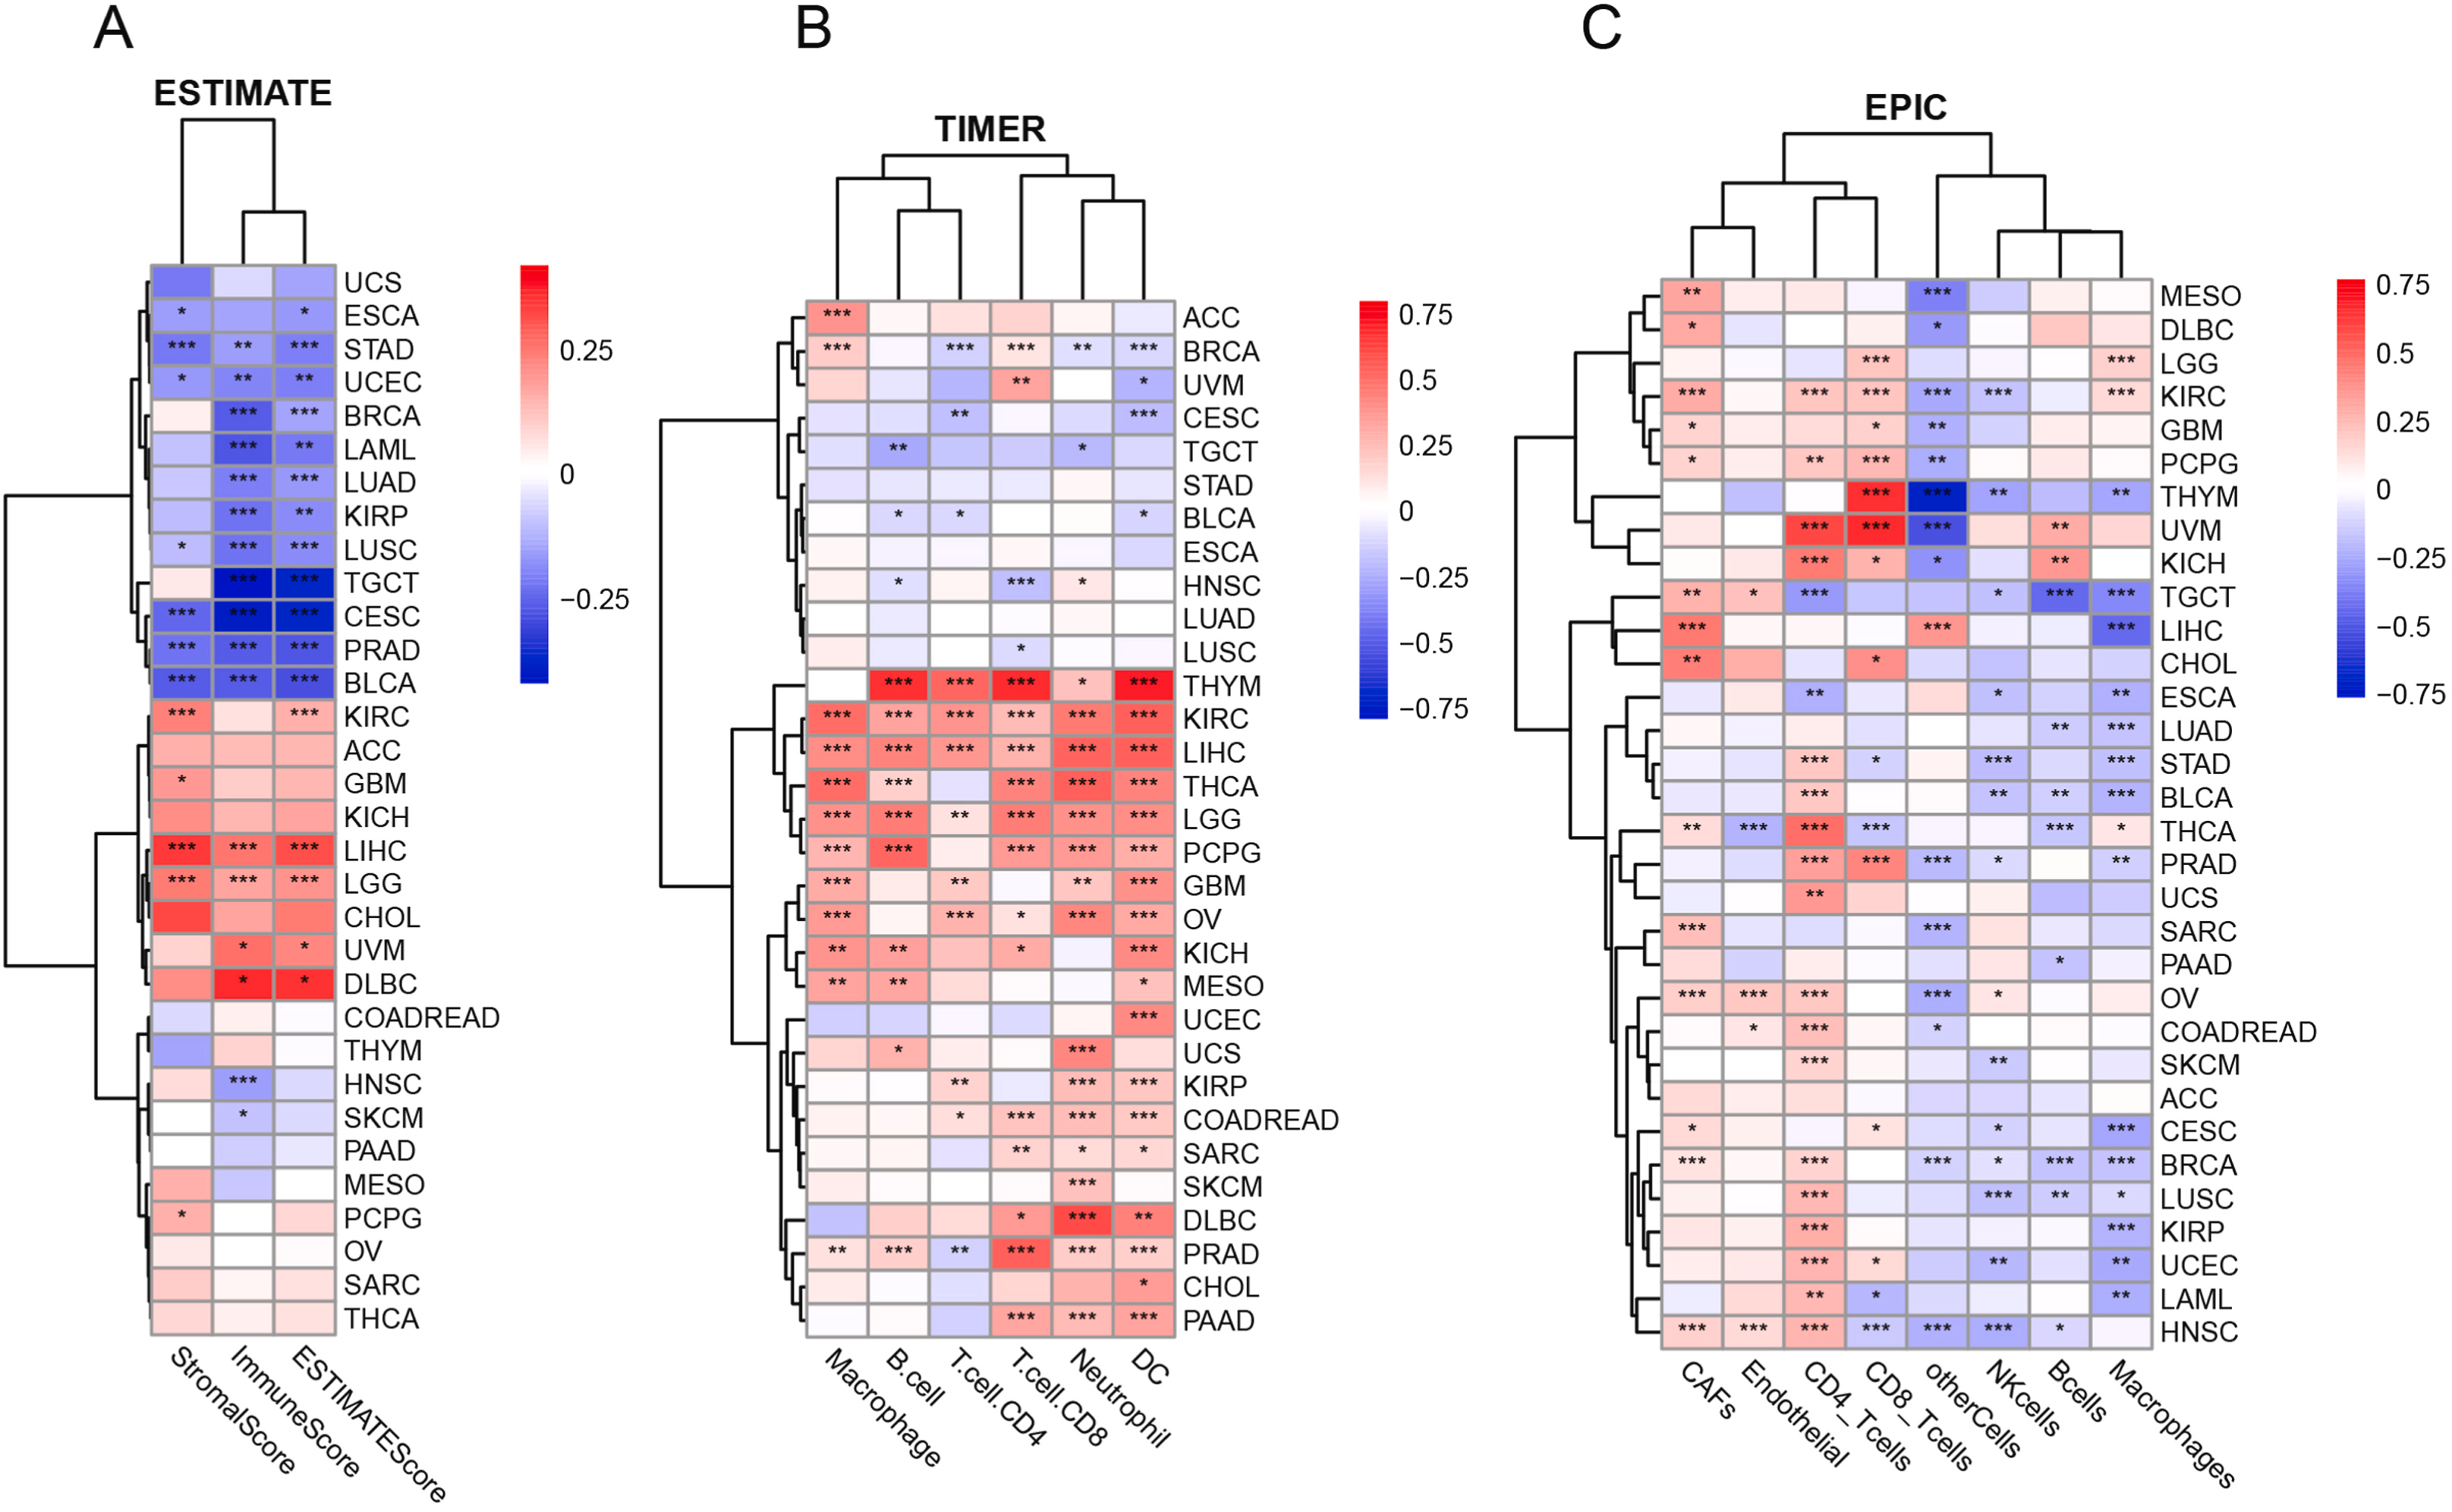 A
ESTIMATE
* * UCS
* * ESCA
*** ** *** STAD
* ** ** UCEC
*** *** BRCA
*** ** LAML
*** *** LUAD
*** ** KIRP
* *** *** LUSC
*** *** TGCT
*** *** *** CESC
*** *** *** PRAD
*** *** *** BLCA
*** *** KIRC
ACC
* GBM
KICH
*** *** *** LIHC
*** *** *** LGG
CHOL
* * UVM
* * DLBC
COADREAD
THYM
*** HNSC
* SKCM
PAAD
MESO
* PCPG
OV
SARC
THCA
StromalScore
ImmuneScore
ESTIMATEScore
0.25
0
−0.25
B
TIMER
*** ACC
*** *** *** ** *** BRCA
** * UVM
** *** CESC
** * TGCT
STAD
* * * BLCA
ESCA
* *** * HNSC
LUAD
* LUSC
*** *** *** * *** THYM
*** *** *** *** *** *** KIRC
*** *** *** *** *** *** LIHC
*** *** *** *** *** THCA
*** *** ** *** *** *** LGG
*** *** *** *** *** PCPG
*** ** ** *** GBM
*** *** * *** *** OV
** ** * *** KICH
** ** * MESO
*** UCEC
* *** UCS
** *** *** KIRP
* *** *** *** COADREAD
** * * SARC
*** SKCM
* *** ** DLBC
** *** ** *** *** *** PRAD
* CHOL
*** *** *** PAAD
Macrophage
B.cell
T.cell.CD4
T.cell.CD8
Neutrophil
DC
0.75
0.5
0.25
0
−0.25
−0.5
−0.75
C
EPIC
** *** MESO
* * DLBC
*** *** LGG
*** *** *** *** *** *** KIRC
* * ** GBM
* ** *** ** PCPG
*** *** ** ** THYM
*** *** *** ** UVM
*** * * ** KICH
** * *** * *** *** TGCT
*** *** *** LIHC
** * CHOL
** * ** ESCA
** *** LUAD
*** * *** *** STAD
*** ** ** *** BLCA
** *** *** *** *** * THCA
*** *** *** * ** PRAD
** UCS
*** *** SARC
* PAAD
*** *** *** *** * OV
* *** * COADREAD
*** ** SKCM
ACC
* * * *** CESC
*** *** *** * *** *** BRCA
*** *** ** * LUSC
*** *** KIRP
*** * ** ** UCEC
** * ** LAML
*** *** *** *** *** *** * HNSC
CAFs
Endothelial
CD4_Tcells
CD8_Tcells
otherCells
NKcells
Bcells
Macrophages
0.75
0.5
0.25
0
−0.25
−0.5
−0.75